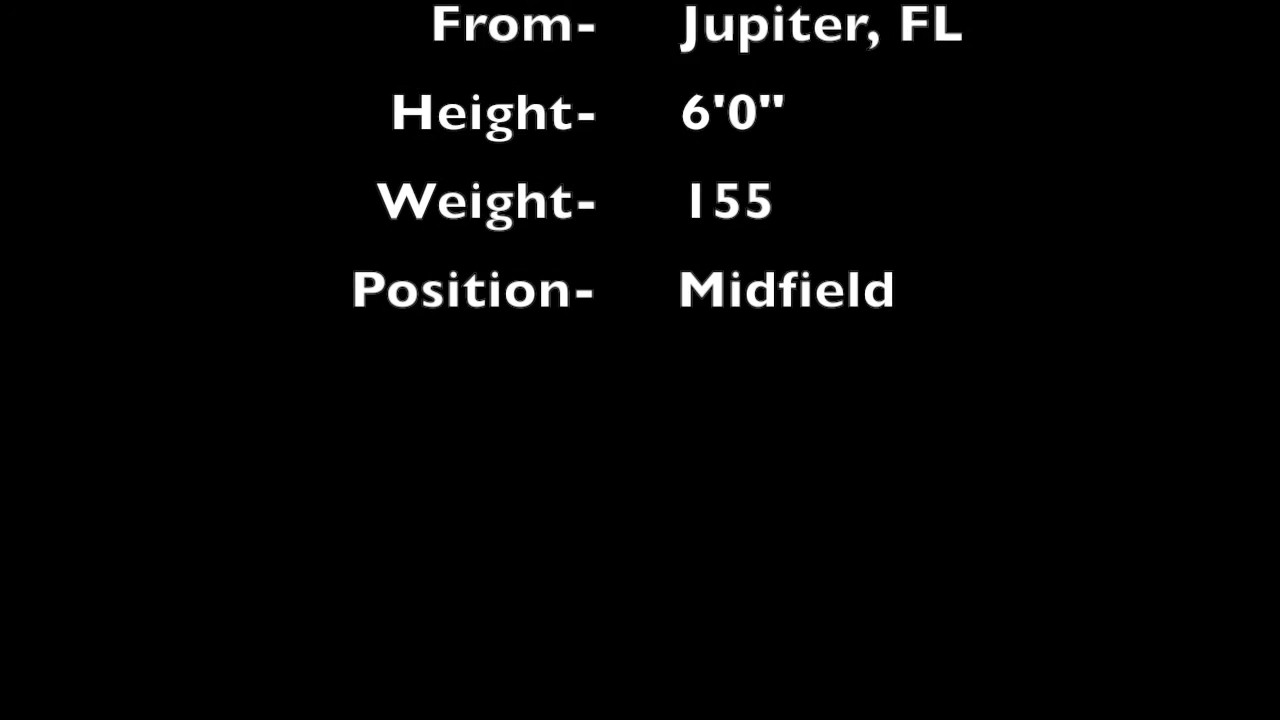 From- Jupiter, FL
Height- 6'0"
Weight- 155
Position- Midfield